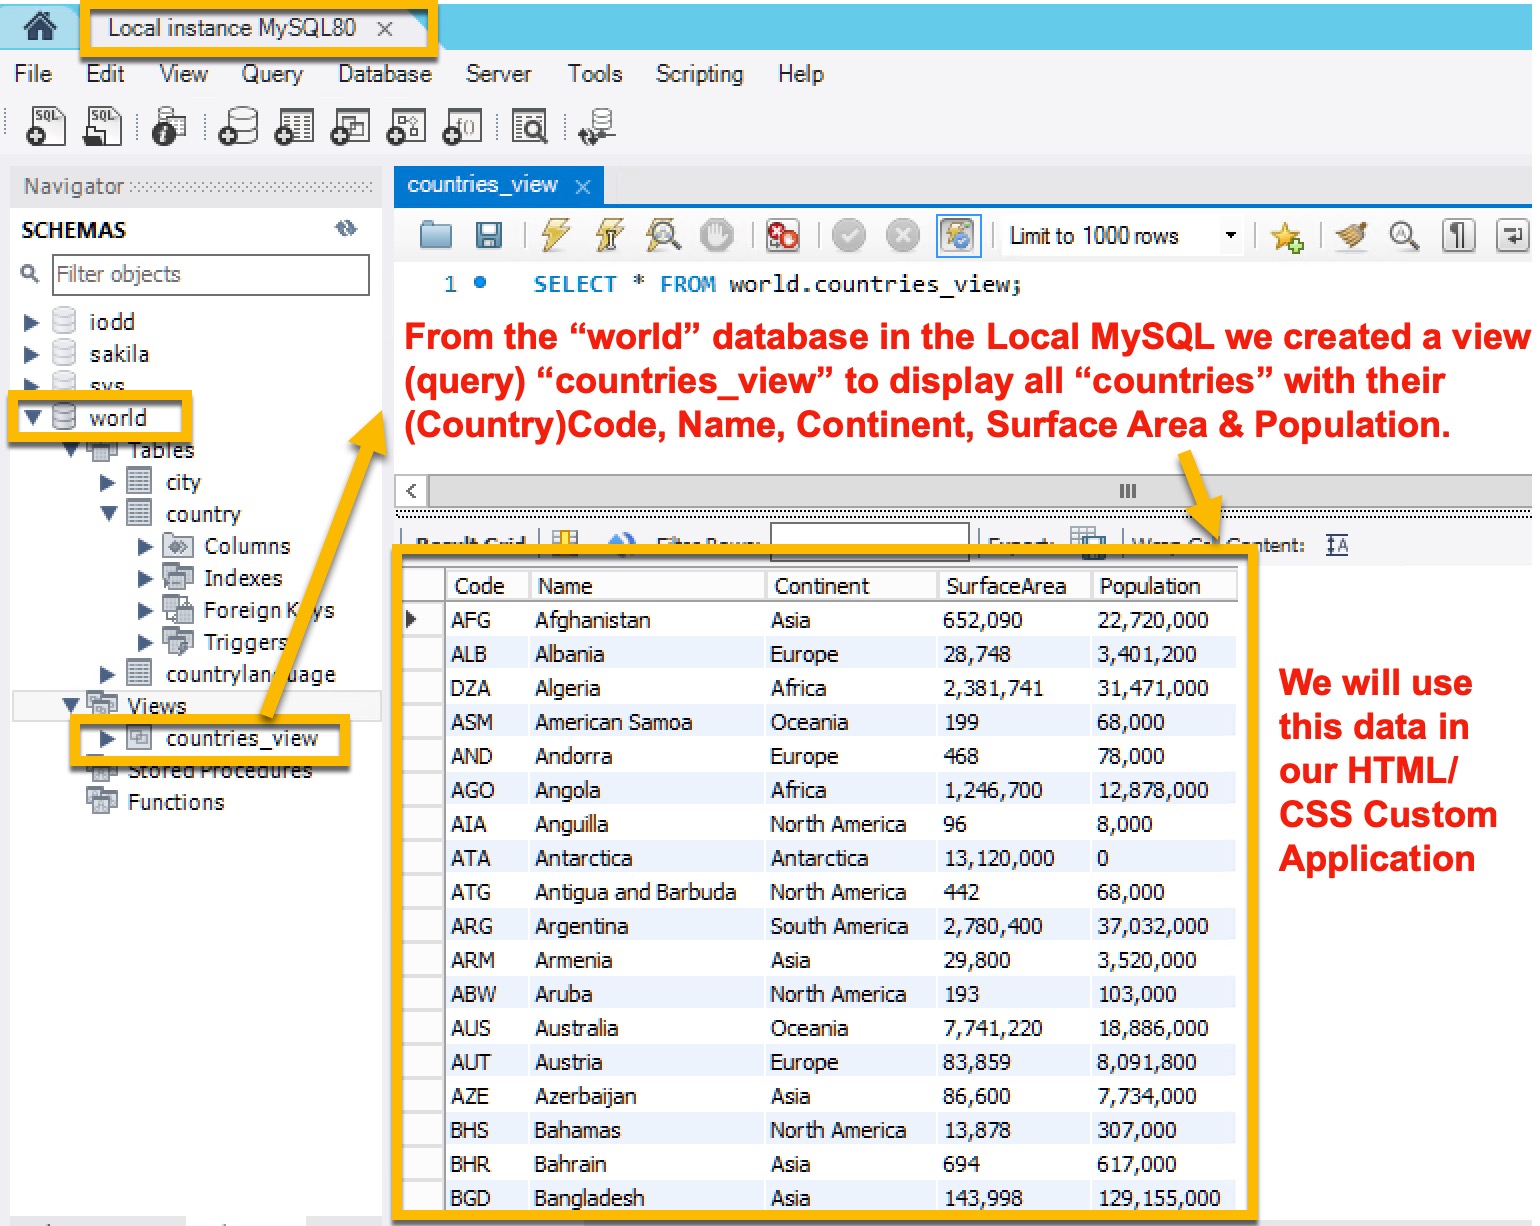 Local instance MySQL80
File Edit View Query Database Server Tools Scripting Help
SQL SQL i f()
Navigator
SCHEMAS
Filter objects
iodd
sakila
sys
world
Tables
city
country
Columns
Indexes
Foreign Keys
Triggers
countrylanguage
Views
countries_view
Stored Procedures
Functions
countries_view
Limit to 1000 rows
1 SELECT * FROM world.countries_view;
From the “world” database in the Local MySQL we created a view
(query) “countries_view” to display all “countries” with their
(Country)Code, Name, Continent, Surface Area & Population.
Result Grid Filter Rows: Export: Wrap Cell Content: IA
Code Name Continent SurfaceArea Population
AFG Afghanistan Asia 652,090 22,720,000
ALB Albania Europe 28,748 3,401,200
DZA Algeria Africa 2,381,741 31,471,000
ASM American Samoa Oceania 199 68,000
AND Andorra Europe 468 78,000
AGO Angola Africa 1,246,700 12,878,000
AIA Anguilla North America 96 8,000
ATA Antarctica Antarctica 13,120,000 0
ATG Antigua and Barbuda North America 442 68,000
ARG Argentina South America 2,780,400 37,032,000
ARM Armenia Asia 29,800 3,520,000
ABW Aruba North America 193 103,000
AUS Australia Oceania 7,741,220 18,886,000
AUT Austria Europe 83,859 8,091,800
AZE Azerbaijan Asia 86,600 7,734,000
BHS Bahamas North America 13,878 307,000
BHR Bahrain Asia 694 617,000
BGD Bangladesh Asia 143,998 129,155,000
We will use
this data in
our HTML/
CSS Custom
Application